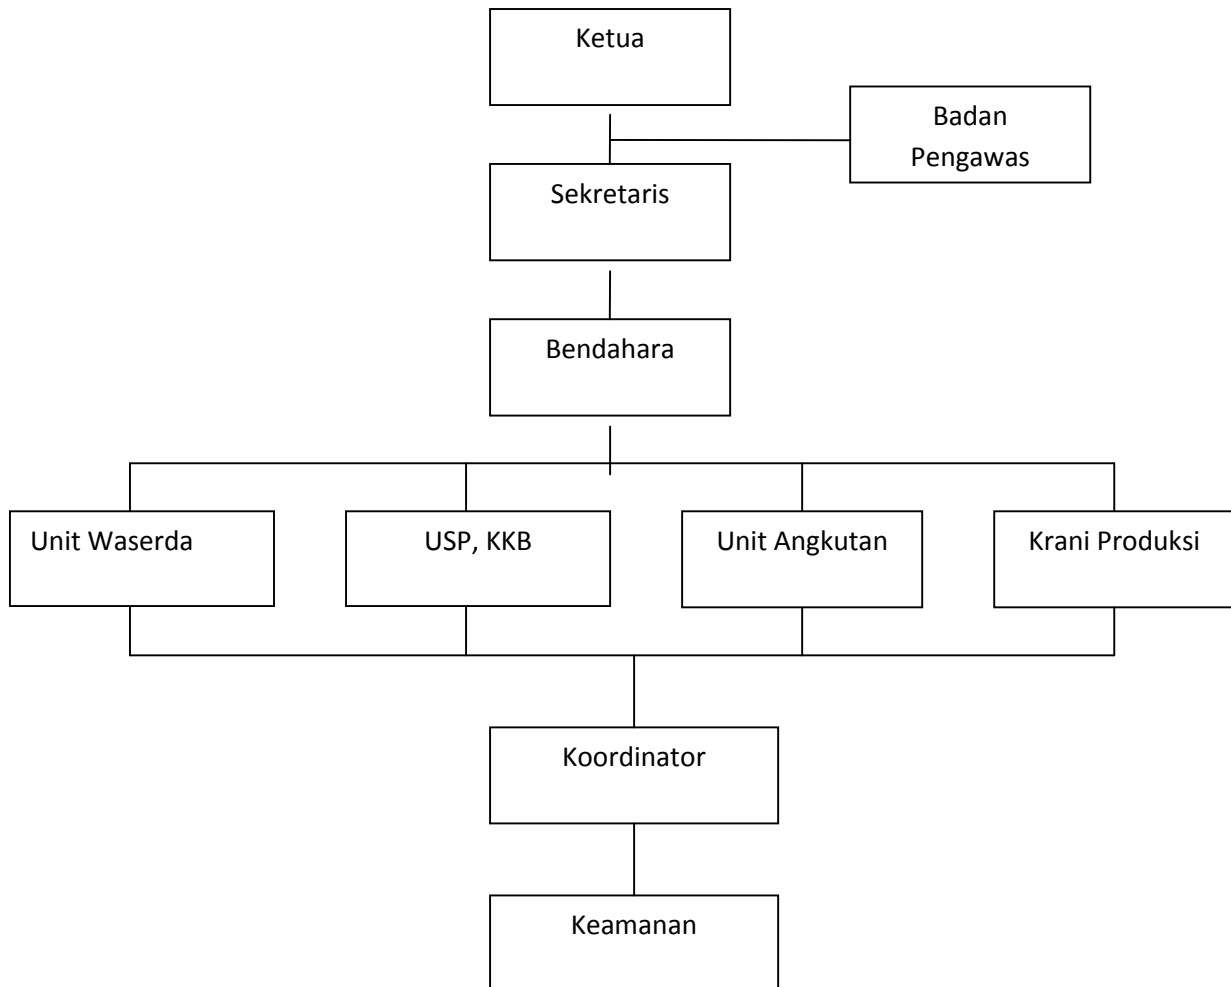 Ketua
Badan
Pengawas
Sekretaris
Bendahara
Unit Waserda
USP, KKB
Unit Angkutan
Krani Produksi
Koordinator
Keamanan